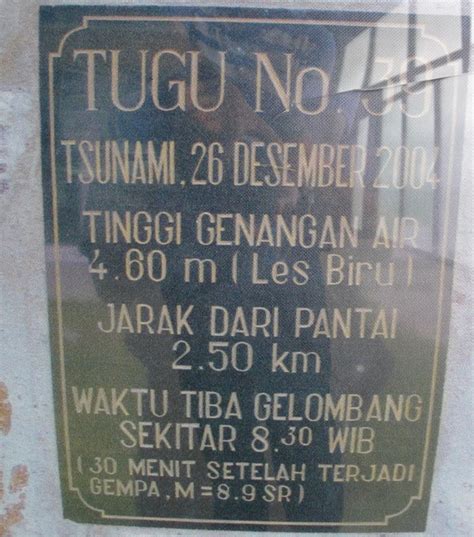 TUGU No. 30
TSUNAMI, 26 DESEMBER 2004
TINGGI GENANGAN AIR
4.60 m (Les Biru)
JARAK DARI PANTAI
2.50 km
WAKTU TIBA GELOMBANG
SEKITAR 8.30 WIB
(30 MENIT SETELAH TERJADI
GEMPA, M = 8.9 SR)